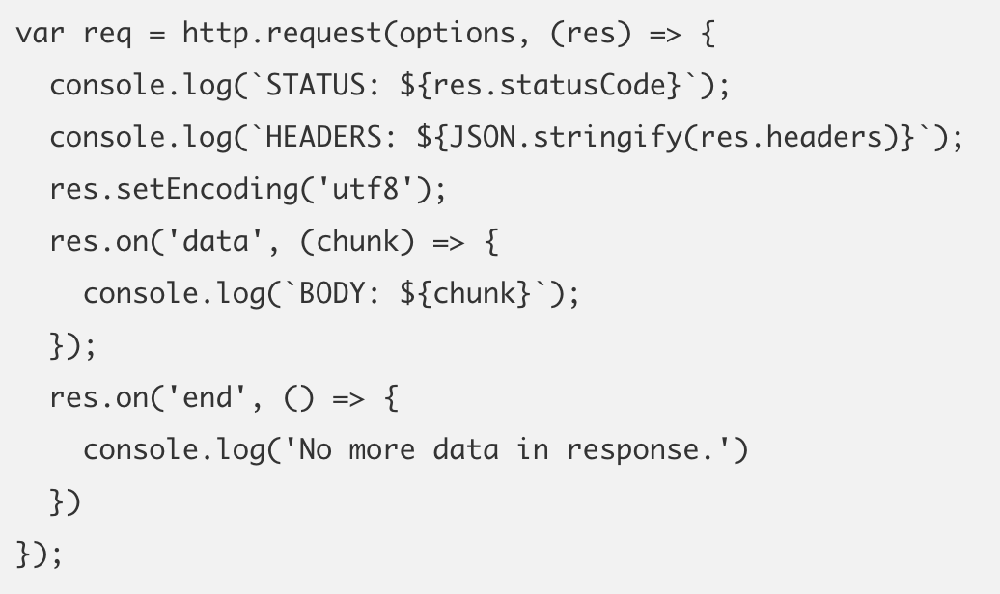 var req = http.request(options, (res) => {
  console.log(`STATUS: ${res.statusCode}`);
  console.log(`HEADERS: ${JSON.stringify(res.headers)}`);
  res.setEncoding('utf8');
  res.on('data', (chunk) => {
    console.log(`BODY: ${chunk}`);
  });
  res.on('end', () => {
    console.log('No more data in response.')
  })
});